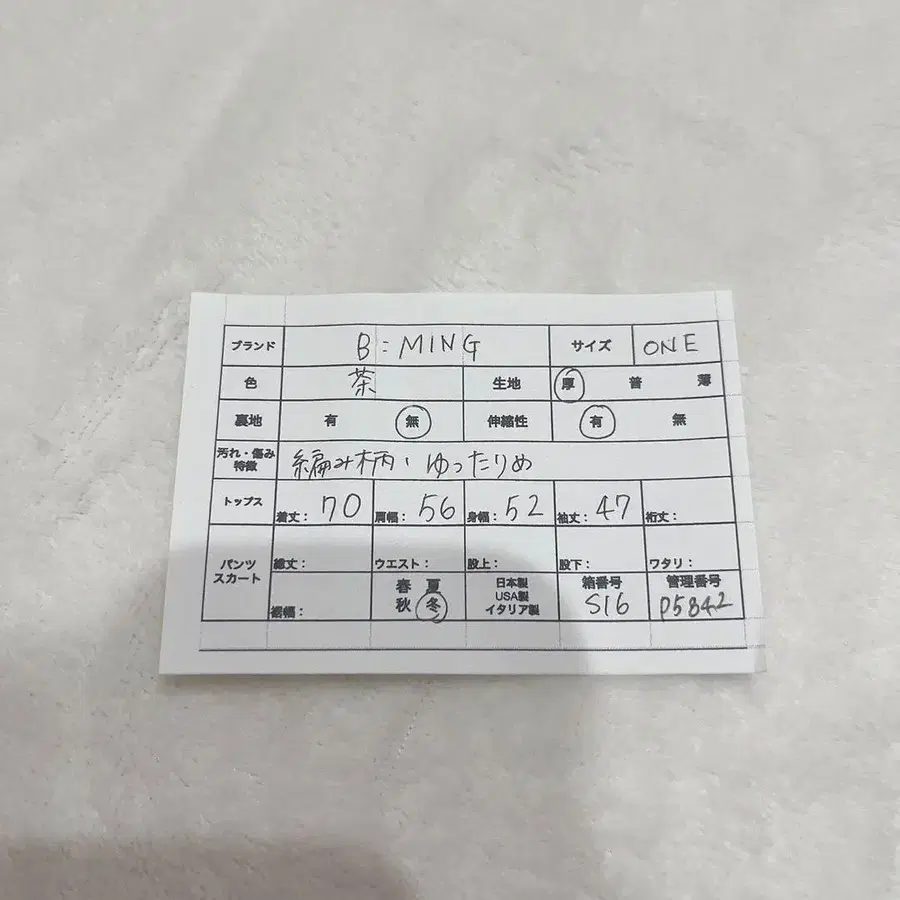 ブランド B:MING サイズ ONE
色 茶 生地 厚 普 薄
裏地 有 無 伸縮性 有 無
汚れ・傷み
特徴 編み柄、ゆったりめ
トップス 着丈: 70 肩幅: 56 身幅: 52 袖丈: 47 裄丈:
パンツ
スカート 総丈: ウエスト: 股上: 股下: ワタリ:
裾幅: 春 夏
秋 冬
日本製
USA製
イタリア製
箱番号
S16
管理番号
P5842